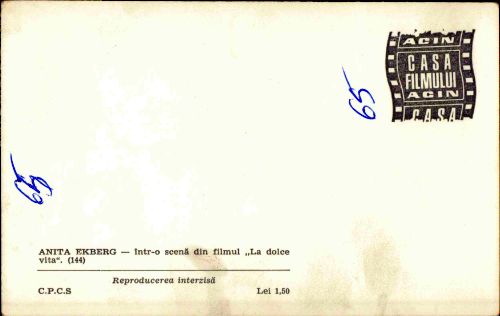 ACIN
CASA
FILMULUI
ACIN
CASA
65
65
ANITA EKBERG — Intr-o scenă din filmul „La dolce
vita“. (144)
Reproducerea interzisă
C.P.C.S Lei 1,50